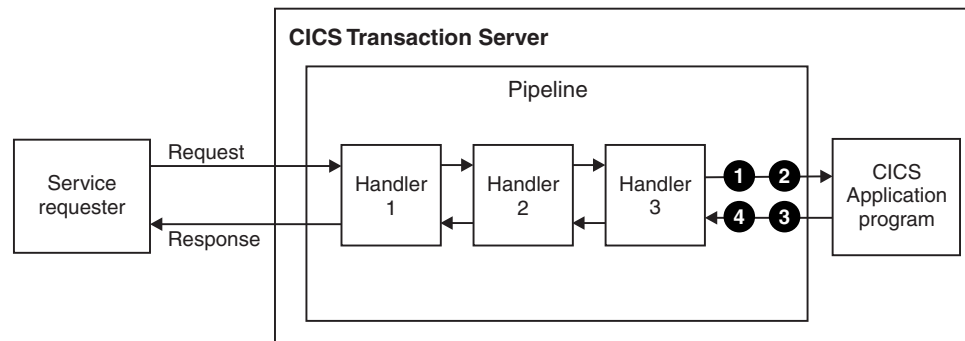 CICS Transaction Server
Pipeline
Request
Service
requester
Response
Handler
1
Handler
2
Handler
3
1
2
4
3
CICS
Application
program